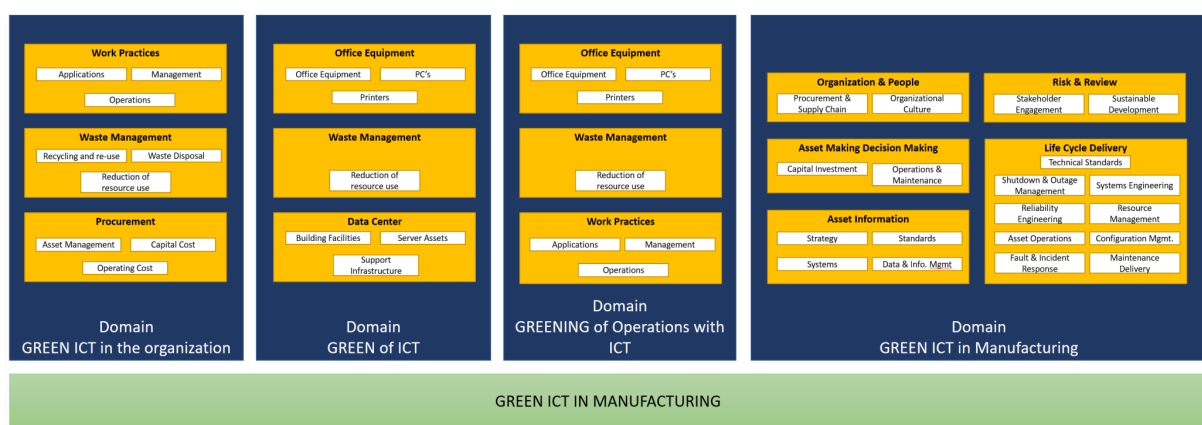 Work Practices
Applications
Management
Operations
Waste Management
Recycling and re-use
Waste Disposal
Reduction of
resource use
Procurement
Asset Management
Capital Cost
Operating Cost
Domain
GREEN ICT in the organization
Office Equipment
Office Equipment
PC's
Printers
Waste Management
Reduction of
resource use
Data Center
Building Facilities
Server Assets
Support
Infrastructure
Domain
GREEN of ICT
Office Equipment
Office Equipment
PC's
Printers
Waste Management
Reduction of
resource use
Work Practices
Applications
Management
Operations
Domain
GREENING of Operations with
ICT
Organization & People
Procurement &
Supply Chain
Organizational
Culture
Asset Making Decision Making
Capital Investment
Operations &
Maintenance
Asset Information
Strategy
Standards
Systems
Data & Info. Mgmt
Risk & Review
Stakeholder
Engagement
Sustainable
Development
Life Cycle Delivery
Technical Standards
Shutdown & Outage
Management
Systems Engineering
Reliability
Engineering
Resource
Management
Asset Operations
Configuration Mgmt.
Fault & Incident
Response
Maintenance
Delivery
Domain
GREEN ICT in Manufacturing
GREEN ICT IN MANUFACTURING